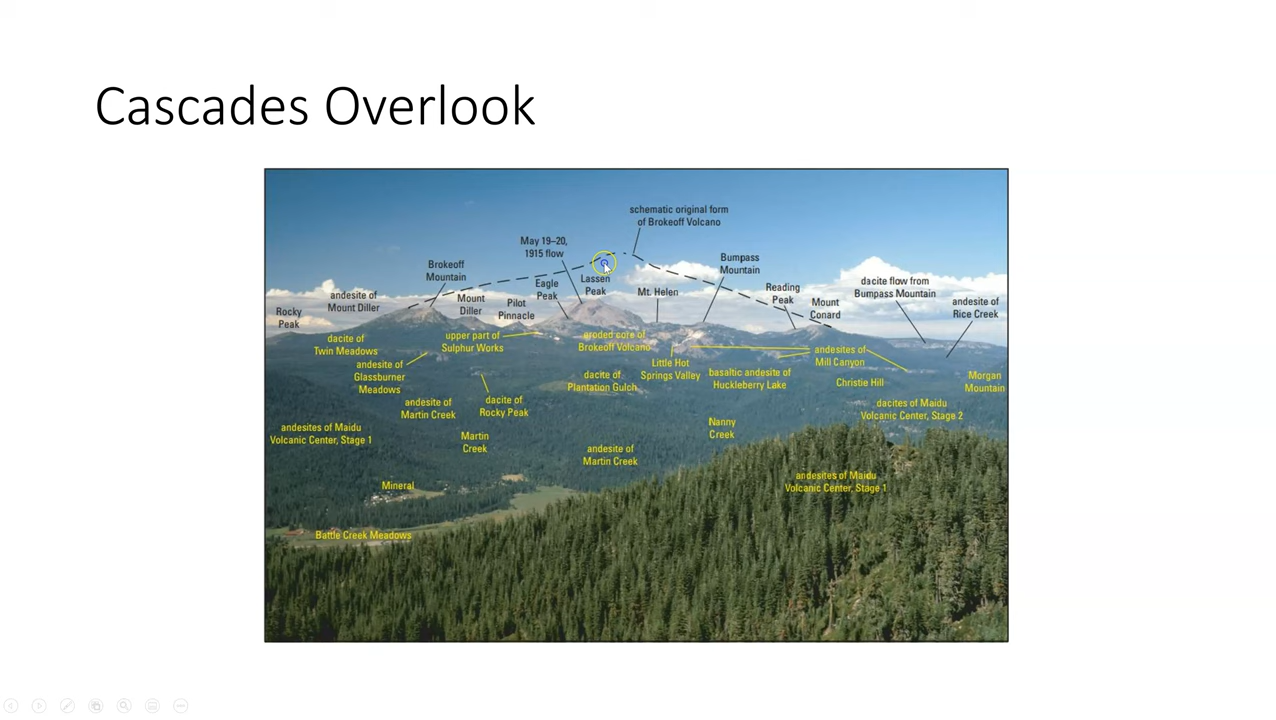 Cascades Overlook
schematic original form
of Brokeoff Volcano
May 19–20,
1915 flow
Brokeoff
Mountain
Bumpass
Mountain
Lassen
Peak
Eagle
Peak
Mt. Helen
Reading
Peak
dacite flow from
Bumpass Mountain
andesite of
Mount Diller
Mount
Diller
Pilot
Pinnacle
Mount
Conard
andesite of
Rice Creek
Rocky
Peak
dacite of
Twin Meadows
upper part of
Sulphur Works
eroded core of
Brokeoff Volcano
andesites of
Mill Canyon
andesite of
Glassburner
Meadows
Little Hot
Springs Valley
basaltic andesite of
Huckleberry Lake
dacite of
Plantation Gulch
Christie Hill
Morgan
Mountain
andesite of
Martin Creek
dacite of
Rocky Peak
dacites of Maidu
Volcanic Center, Stage 2
andesites of Maidu
Volcanic Center, Stage 1
Martin
Creek
Nanny
Creek
andesite of
Martin Creek
andesites of Maidu
Volcanic Center, Stage 1
Mineral
Battle Creek Meadows